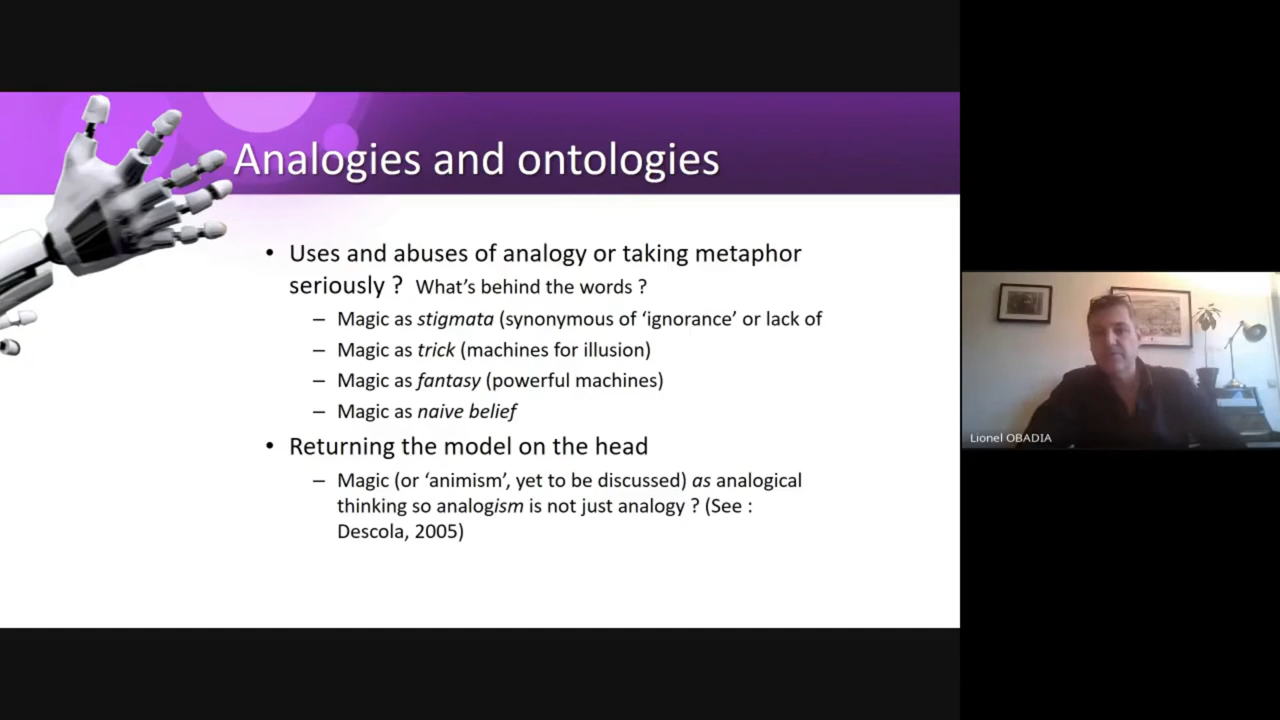 Analogies and ontologies
• Uses and abuses of analogy or taking metaphor
seriously ? What's behind the words ?
– Magic as stigmata (synonymous of 'ignorance' or lack of
– Magic as trick (machines for illusion)
– Magic as fantasy (powerful machines)
– Magic as naive belief
• Returning the model on the head
– Magic (or 'animism', yet to be discussed) as analogical
thinking so analogism is not just analogy ? (See :
Descola, 2005)
Lionel OBADIA